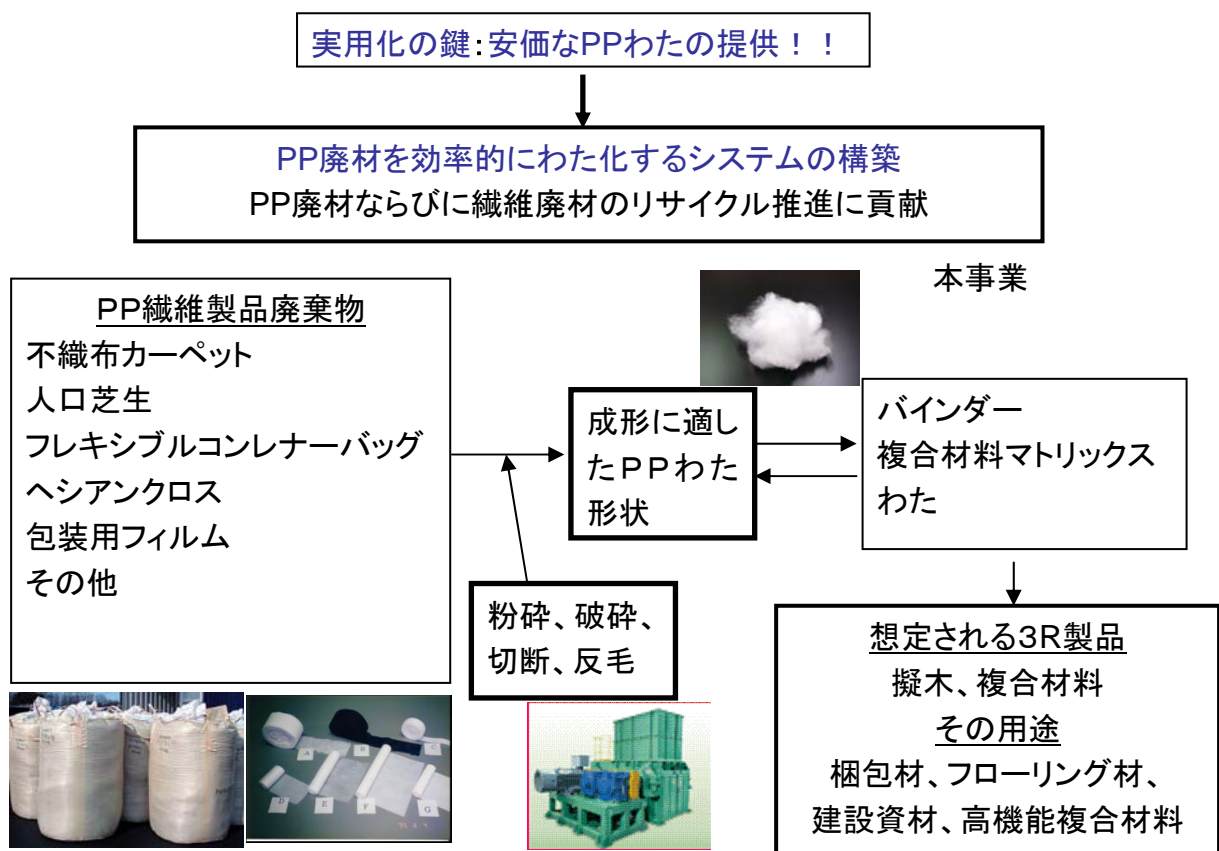 実用化の鍵:安価なPPわたの提供！！
PP廃材を効率的にわた化するシステムの構築
PP廃材ならびに繊維廃材のリサイクル推進に貢献
本事業
PP繊維製品廃棄物
不織布カーペット
人口芝生
フレキシブルコンレナーバッグ
ヘシアンクロス
包装用フィルム
その他
成形に適し
たPPわた
形状
バインダー
複合材料マトリックス
わた
粉砕、破砕、
切断、反毛
想定される3R製品
擬木、複合材料
その用途
梱包材、フローリング材、
建設資材、高機能複合材料
A
B
C
D
E
F
G